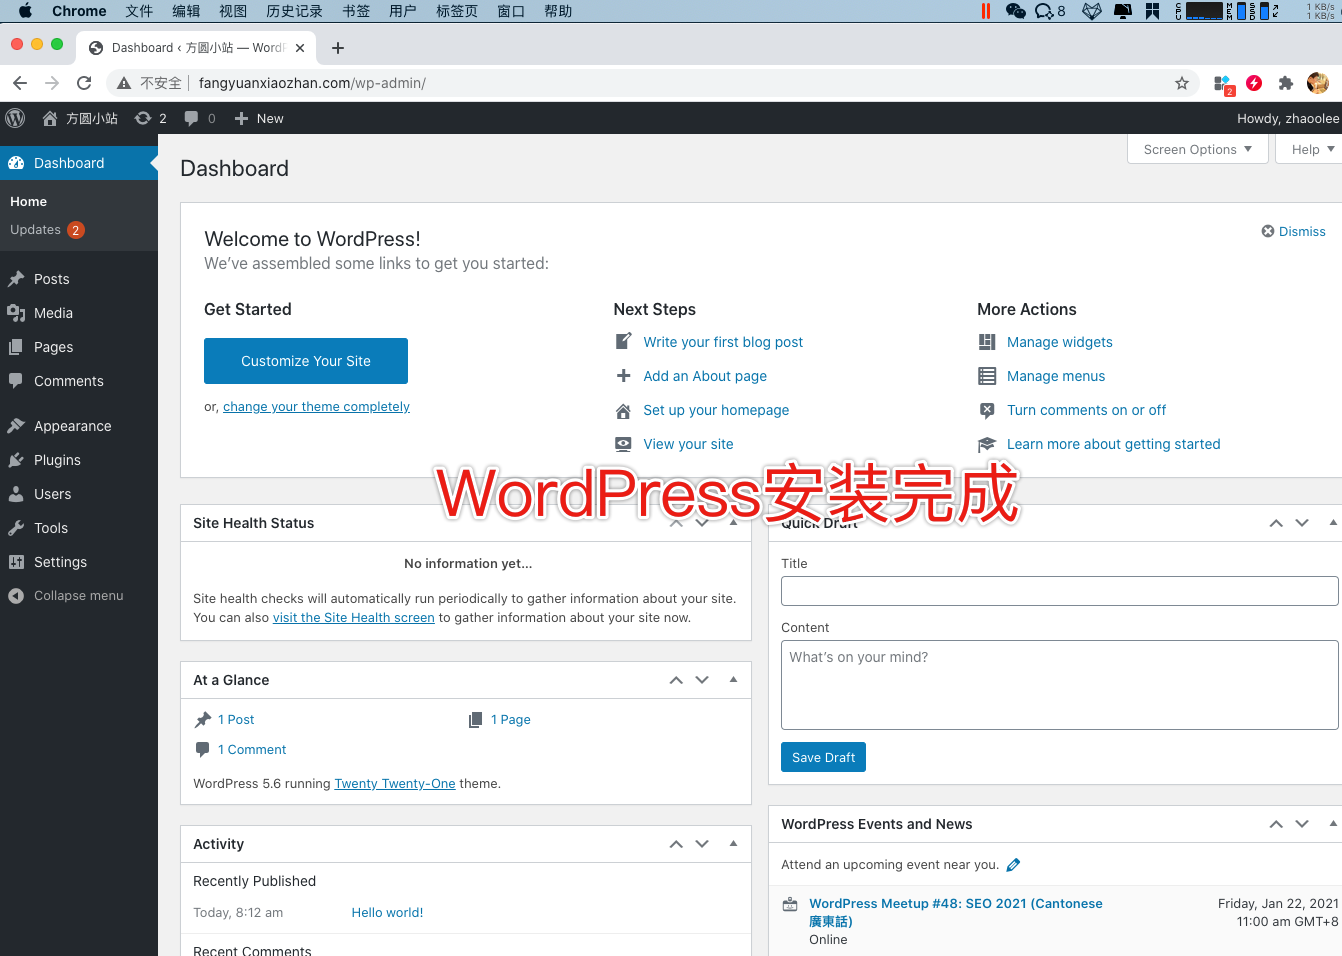 Chrome 文件 编辑 视图 历史记录 书签 用户 标签页 窗口 帮助 8 CPU MEM SSD 1 KB/s 1 KB/s
Dashboard ‹ 方圆小站 — WordP
不安全 fangyuanxiaozhan.com/wp-admin/ 2
方圆小站 2 0 New Howdy, zhaoolee
Dashboard
Home
Updates 2
Posts
Media
Pages
Comments
Appearance
Plugins
Users
Tools
Settings
Collapse menu
Screen Options Help
Dashboard
Welcome to WordPress!
Dismiss
We've assembled some links to get you started:
Get Started
Customize Your Site
or, change your theme completely
Next Steps
Write your first blog post
Add an About page
Set up your homepage
View your site
More Actions
Manage widgets
Manage menus
Turn comments on or off
Learn more about getting started
WordPress安装完成
Site Health Status
No information yet...
Site health checks will automatically run periodically to gather information about your site.
You can also visit the Site Health screen to gather information about your site now.
At a Glance
1 Post 1 Page
1 Comment
WordPress 5.6 running Twenty Twenty-One theme.
Activity
Recently Published
Today, 8:12 am Hello world!
Recent Comments
Quick Draft
Title
Content
What's on your mind?
Save Draft
WordPress Events and News
Attend an upcoming event near you.
WordPress Meetup #48: SEO 2021 (Cantonese Friday, Jan 22, 2021
廣東話) 11:00 am GMT+8
Online